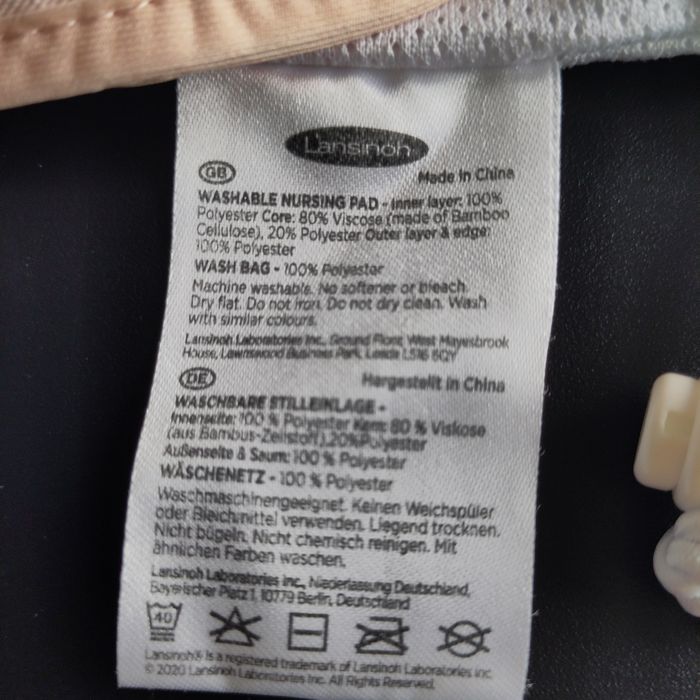 Lansinoh
GB
Made in China
WASHABLE NURSING PAD - Inner layer: 100%
Polyester Core: 80% Viscose (made of Bamboo
Cellulose), 20% Polyester Outer layer & edge:
100% Polyester
WASH BAG - 100% Polyester
Machine washable. No softener or bleach.
Dry flat. Do not iron. Do not dry clean. Wash
with similar colours.
Lansinoh Laboratories Inc., Ground Floor, West Mayesbrook
House, Lawnswood Business Park, Leeds LS16 6QY
DE
Hergestellt in China
WASCHBARE STILLEINLAGE -
Innenseite: 100 % Polyester Kern: 80 % Viskose
(aus Bambus-Zellstoff), 20% Polyester
Außenseite & Saum: 100 % Polyester
WÄSCHENETZ - 100 % Polyester
Waschmaschinengeeignet. Keinen Weichspüler
oder Bleichmittel verwenden. Liegend trocknen.
Nicht bügeln. Nicht chemisch reinigen. Mit
ähnlichen Farben waschen.
Lansinoh Laboratories Inc., Niederlassung Deutschland,
Bayerischer Platz 1, 10779 Berlin, Deutschland
40
Lansinoh® is a registered trademark of Lansinoh Laboratories Inc.
© 2020 Lansinoh Laboratories Inc. All Rights Reserved.